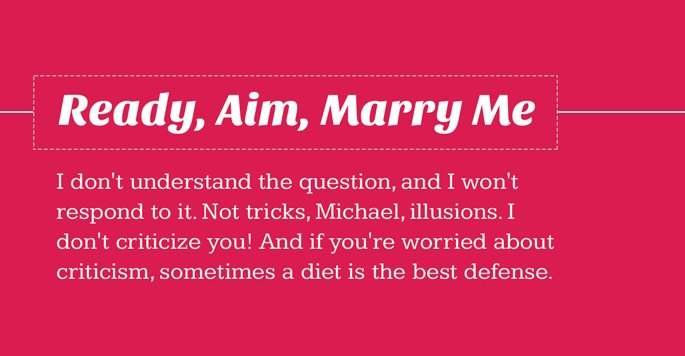 Ready, Aim, Marry Me
I don't understand the question, and I won't
respond to it. Not tricks, Michael, illusions. I
don't criticize you! And if you're worried about
criticism, sometimes a diet is the best defense.